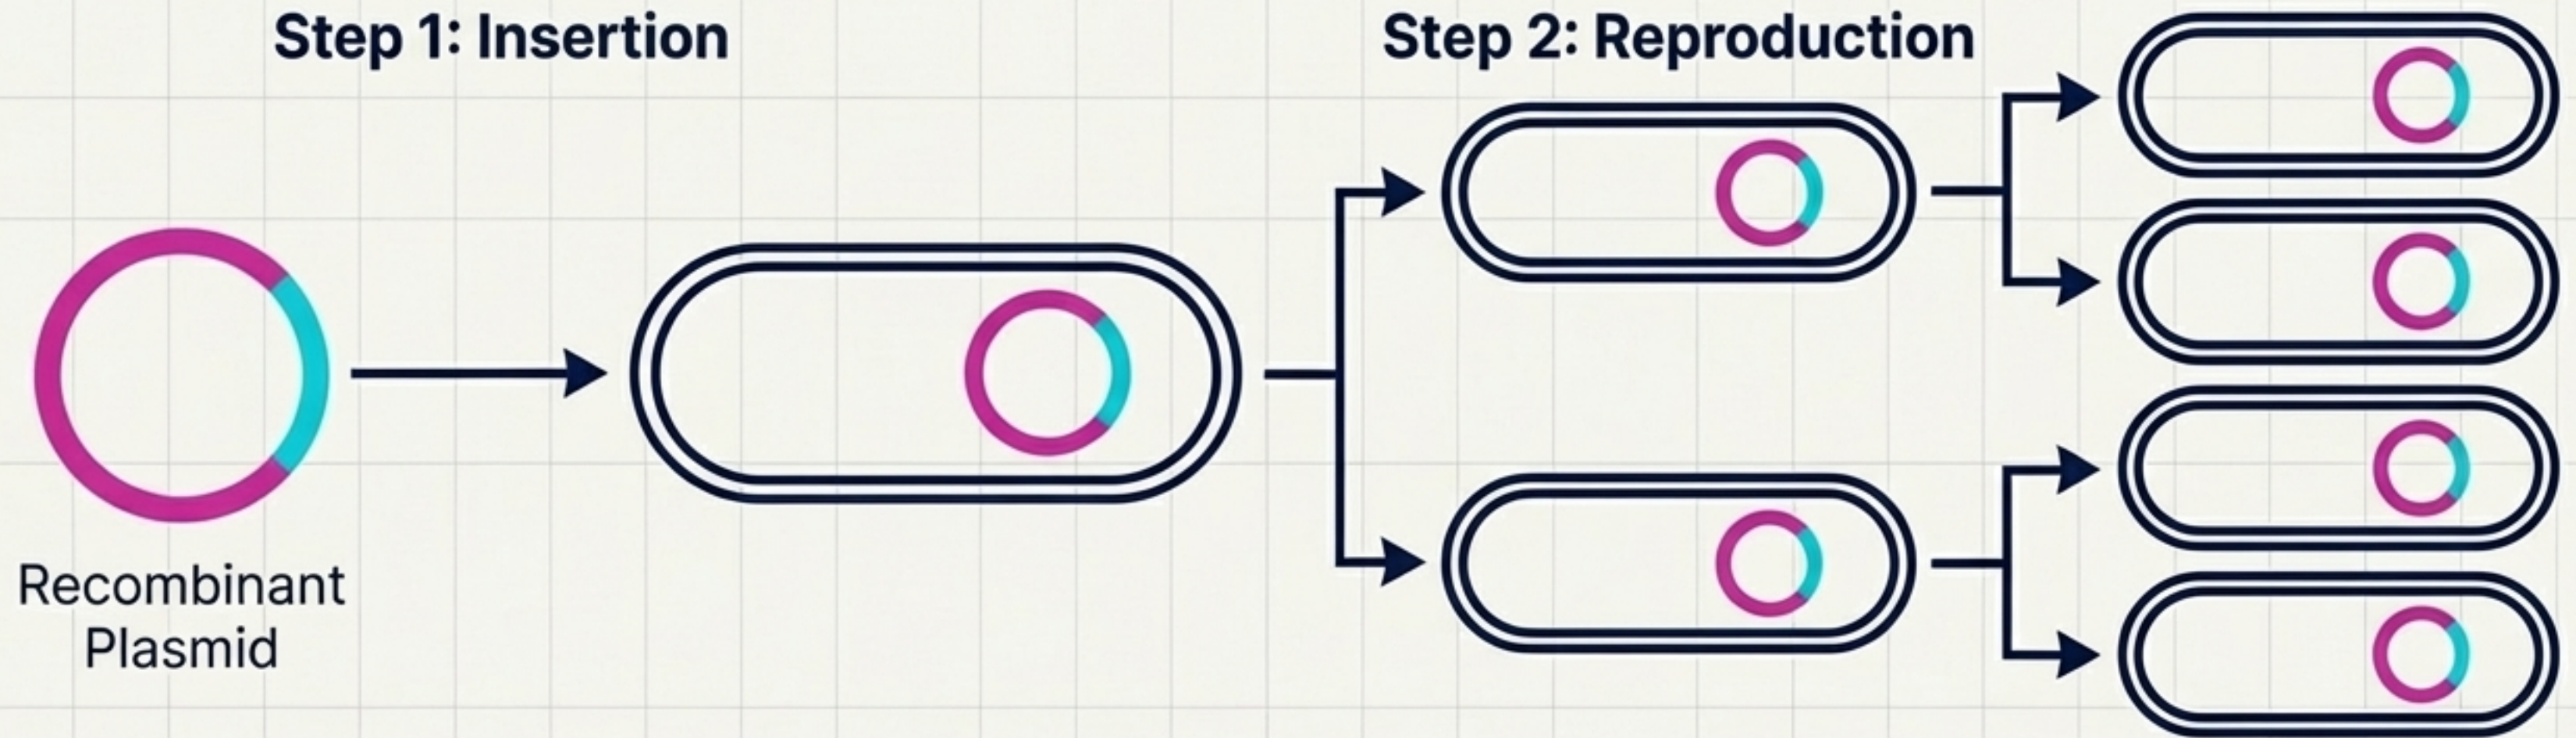 Step 1: Insertion
Step 2: Reproduction
Recombinant
Plasmid